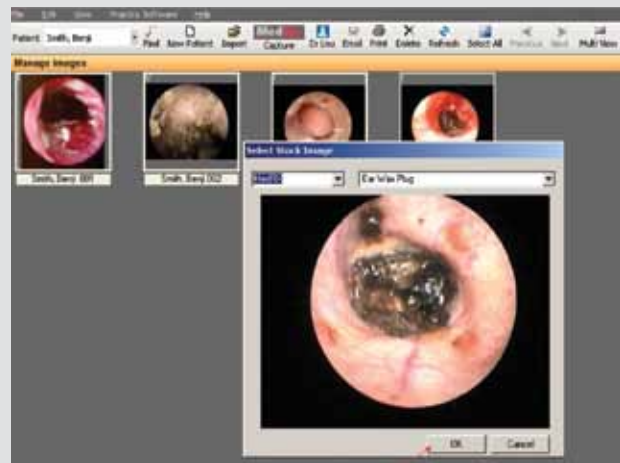 File Edit View Practice Software Help
Patient: Smith, Benji Find New Patient Import Capture Email Print Delete Refresh Select All Previous Next Multi View
Manage Images
Smith, Benji 001 Smith, Benji 002
Select Stock Image
Ear Wax Plug
OK Cancel